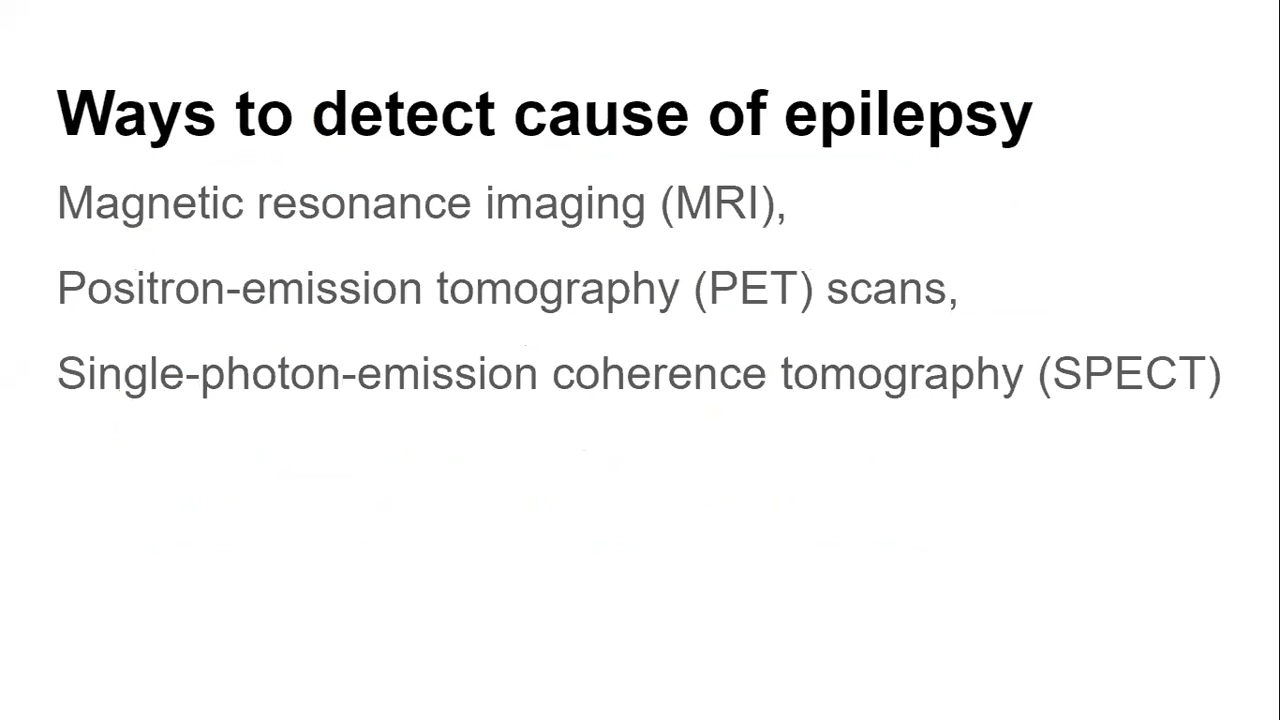 Ways to detect cause of epilepsy
Magnetic resonance imaging (MRI),
Positron-emission tomography (PET) scans,
Single-photon-emission coherence tomography (SPECT)